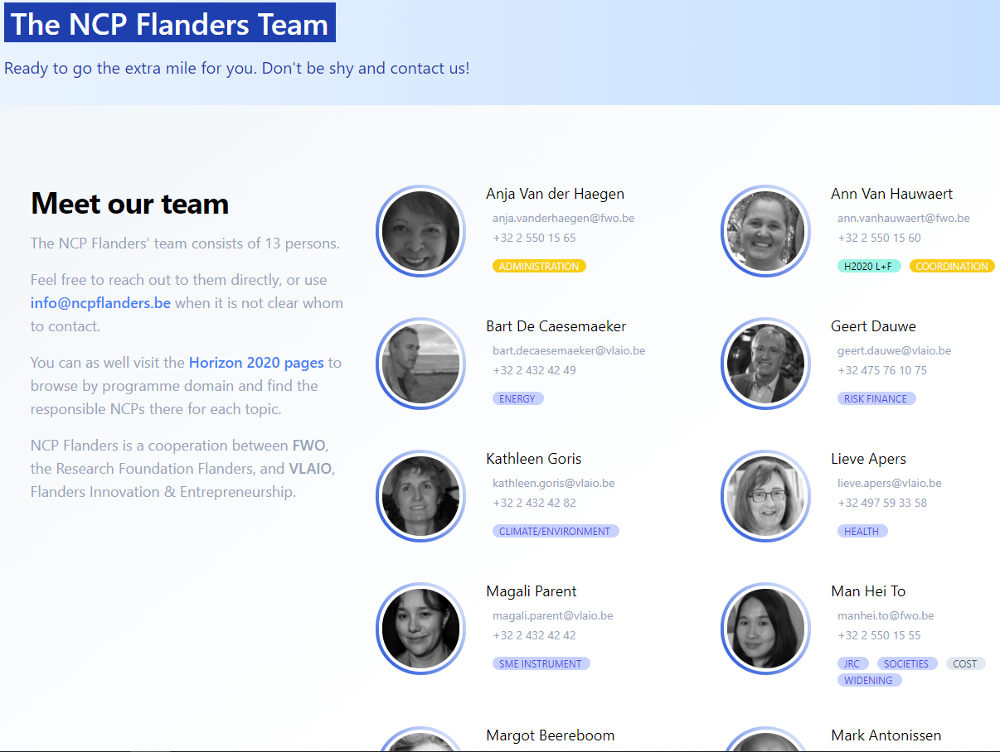 The NCP Flanders Team
Ready to go the extra mile for you. Don't be shy and contact us!
Meet our team
The NCP Flanders' team consists of 13 persons.
Feel free to reach out to them directly, or use
info@ncpflanders.be when it is not clear whom
to contact.
You can as well visit the Horizon 2020 pages to
browse by programme domain and find the
responsible NCPs there for each topic.
NCP Flanders is a cooperation between FWO,
the Research Foundation Flanders, and VLAIO,
Flanders Innovation & Entrepreneurship.
Anja Van der Haegen
anja.vanderhaegen@fwo.be
+32 2 550 15 65
ADMINISTRATION
Ann Van Hauwaert
ann.vanhauwaert@fwo.be
+32 2 550 15 60
H2020 L+F COORDINATION
Bart De Caesemaeker
bart.decaesemaeker@vlaio.be
+32 2 432 42 49
ENERGY
Geert Dauwe
geert.dauwe@vlaio.be
+32 475 76 10 75
RISK FINANCE
Kathleen Goris
kathleen.goris@vlaio.be
+32 2 432 42 82
CLIMATE/ENVIRONMENT
Lieve Apers
lieve.apers@vlaio.be
+32 497 59 33 58
HEALTH
Magali Parent
magali.parent@vlaio.be
+32 2 432 42 42
SME INSTRUMENT
Man Hei To
manhei.to@fwo.be
+32 2 550 15 55
JRC SOCIETIES COST
WIDENING
Margot Beereboom
Mark Antonissen